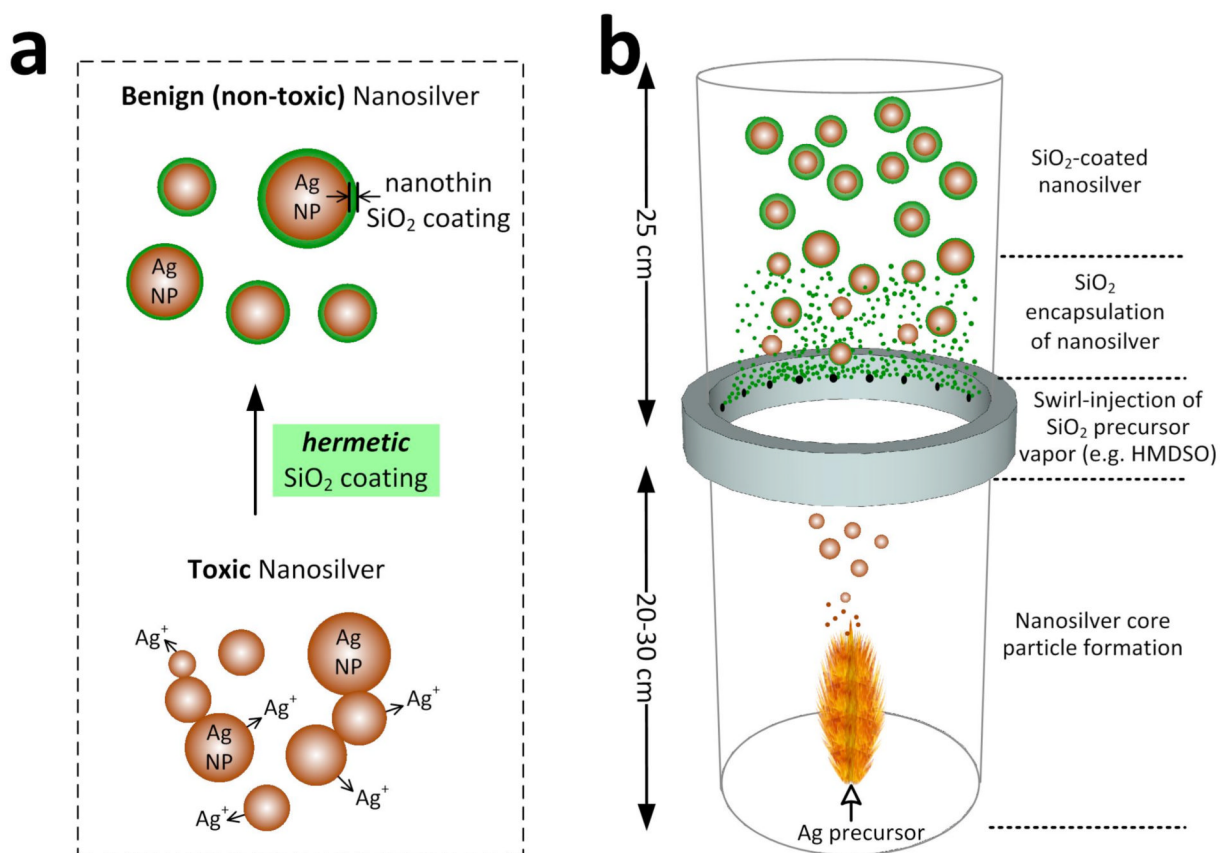 a
Benign (non-toxic) Nanosilver
Ag
NP
nanothin
SiO₂ coating
Ag
NP
hermetic
SiO₂ coating
Toxic Nanosilver
Ag⁺
Ag
NP
Ag⁺
Ag⁺
Ag
NP
Ag⁺
Ag⁺
b
25 cm
SiO₂-coated
nanosilver
SiO₂
encapsulation
of nanosilver
Swirl-injection of
SiO₂ precursor
vapor (e.g. HMDSO)
20-30 cm
Nanosilver core
particle formation
Ag precursor